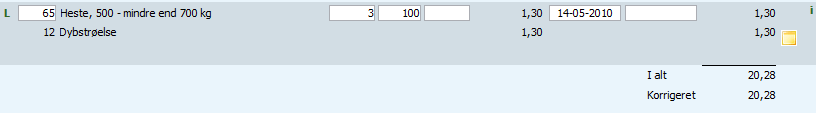 L 65 Heste, 500 - mindre end 700 kg 3 100 1,30 14-05-2010 1,30 i
12 Dybstrøelse 1,30 1,30
I alt 20,28
Korrigeret 20,28